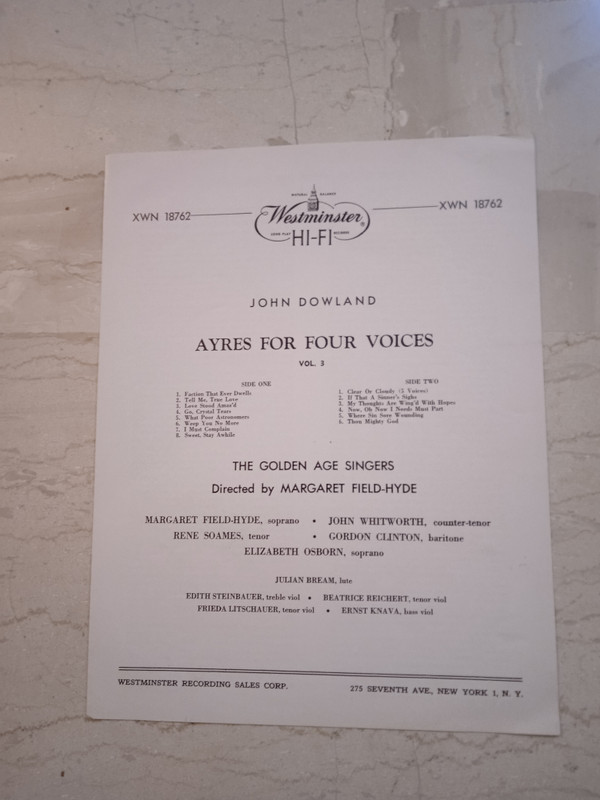 NATURAL BALANCE
XWN 18762
Westminster®
XWN 18762
LONG PLAY RECORDS
HI-FI
JOHN DOWLAND
AYRES FOR FOUR VOICES
VOL. 3
SIDE ONE
1. Faction That Ever Dwells
2. Tell Me, True Love
3. Love Stood Amaz'd
4. Go, Crystal Tears
5. What Poor Astronomers
6. Weep You No More
7. I Must Complain
8. Sweet, Stay Awhile
SIDE TWO
1. Clear Or Cloudy (5 Voices)
2. If That A Sinner's Sighs
3. My Thoughts Are Wing'd With Hopes
4. Now, Oh Now I Needs Must Part
5. Where Sin Sore Wounding
6. Thou Mighty God
THE GOLDEN AGE SINGERS
Directed by MARGARET FIELD-HYDE
MARGARET FIELD-HYDE, soprano • JOHN WHITWORTH, counter-tenor
RENE SOAMES, tenor • GORDON CLINTON, baritone
ELIZABETH OSBORN, soprano
JULIAN BREAM, lute
EDITH STEINBAUER, treble viol • BEATRICE REICHERT, tenor viol
FRIEDA LITSCHAUER, tenor viol • ERNST KNAVA, bass viol
WESTMINSTER RECORDING SALES CORP.
275 SEVENTH AVE., NEW YORK 1, N. Y.